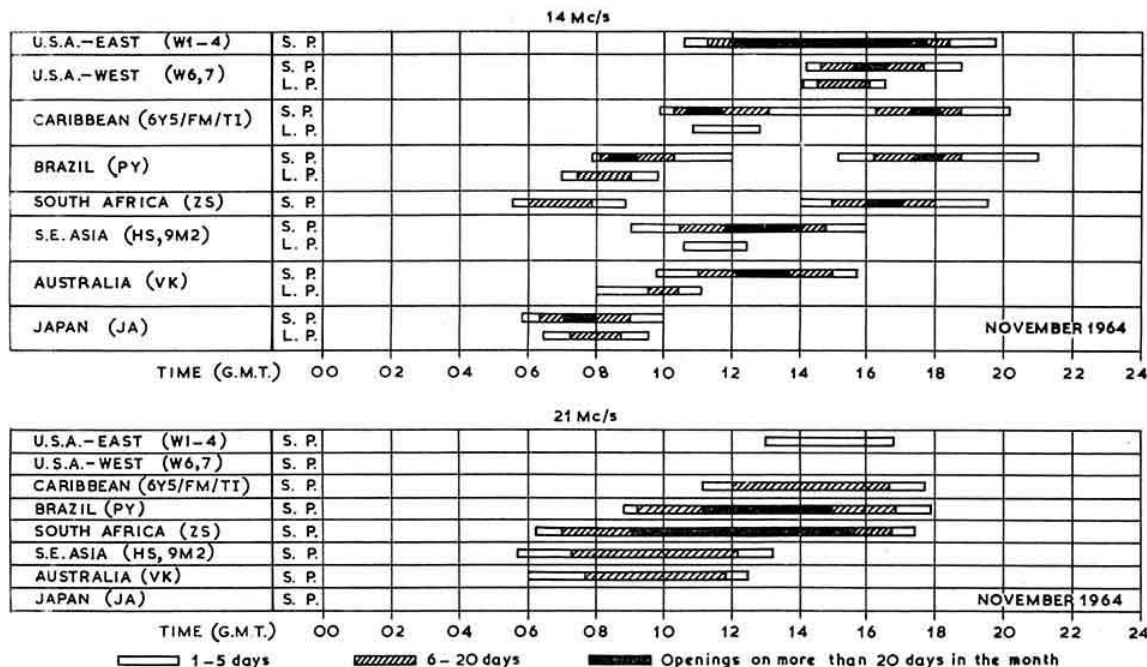 14 Mc/s
U.S.A.-EAST (W1-4) S. P.
U.S.A.-WEST (W6,7) S. P.
L. P.
CARIBBEAN (6Y5/FM/TI) S. P.
L. P.
BRAZIL (PY) S. P.
L. P.
SOUTH AFRICA (ZS) S. P.
S.E. ASIA (HS, 9M2) S. P.
L. P.
AUSTRALIA (VK) S. P.
L. P.
JAPAN (JA) S. P.
L. P.
NOVEMBER 1964
TIME (G.M.T.) 00 02 04 06 08 10 12 14 16 18 20 22 24
21 Mc/s
U.S.A.-EAST (W1-4) S. P.
U.S.A.-WEST (W6,7) S. P.
CARIBBEAN (6Y5/FM/TI) S. P.
BRAZIL (PY) S. P.
SOUTH AFRICA (ZS) S. P.
S.E. ASIA (HS, 9M2) S. P.
AUSTRALIA (VK) S. P.
JAPAN (JA) S. P. NOVEMBER 1964
TIME (G.M.T.) 00 02 04 06 08 10 12 14 16 18 20 22 24
1-5 days 6-20 days Openings on more than 20 days in the month